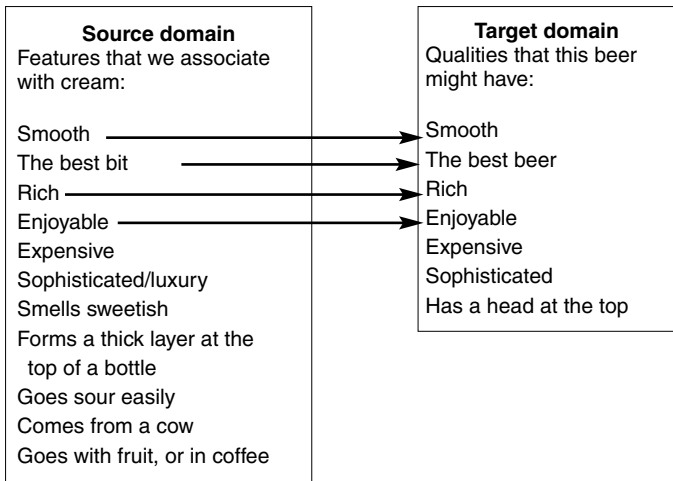 Source domain
Features that we associate
with cream:
Smooth
The best bit
Rich
Enjoyable
Expensive
Sophisticated/luxury
Smells sweetish
Forms a thick layer at the
top of a bottle
Goes sour easily
Comes from a cow
Goes with fruit, or in coffee
Target domain
Qualities that this beer
might have:
Smooth
The best beer
Rich
Enjoyable
Expensive
Sophisticated
Has a head at the top